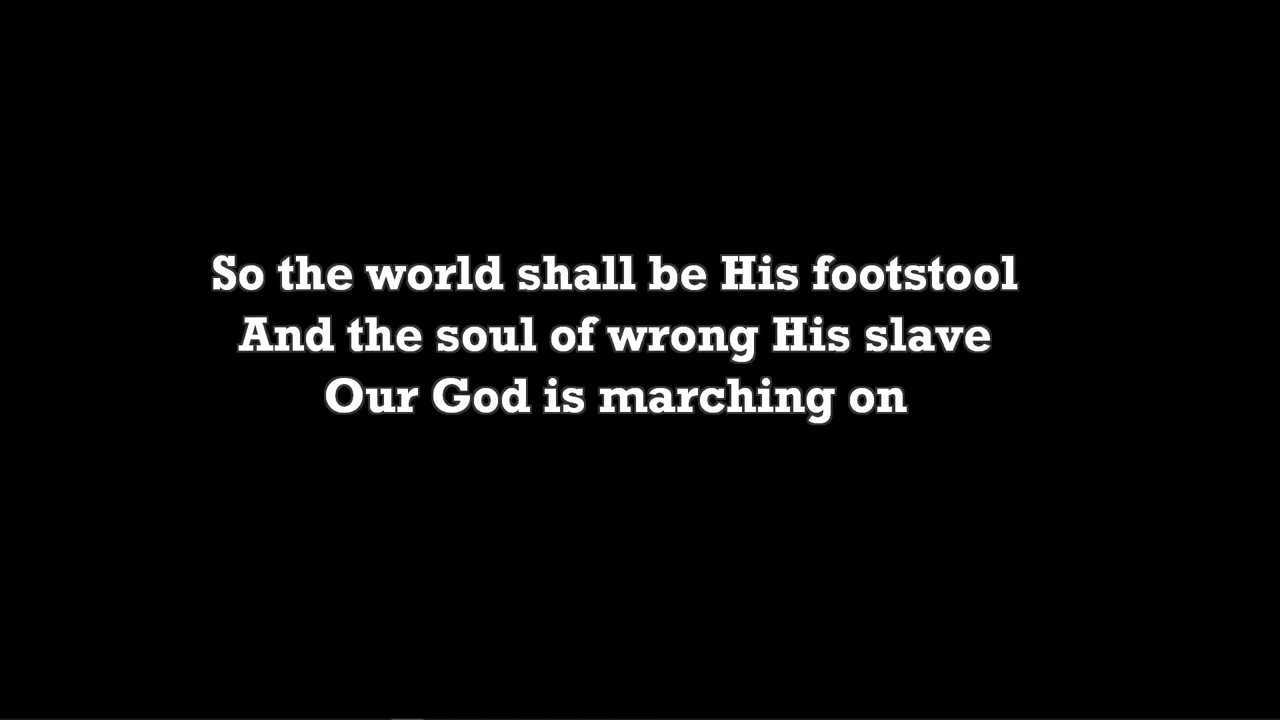 So the world shall be His footstool
And the soul of wrong His slave
Our God is marching on